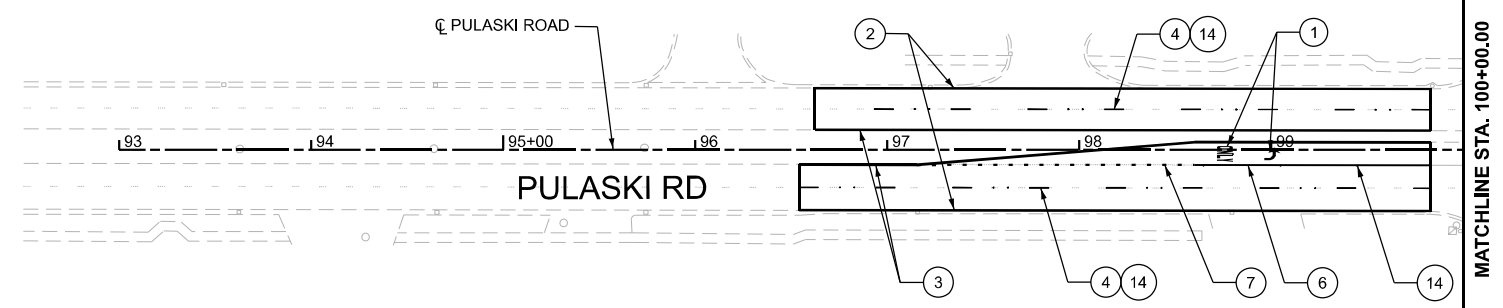 ℄ PULASKI ROAD
2
4 14
1
93 94 95+00 96 97 98 99
ONLY
PULASKI RD
3
4 14
7
6
14
MATCHLINE STA. 100+00.00